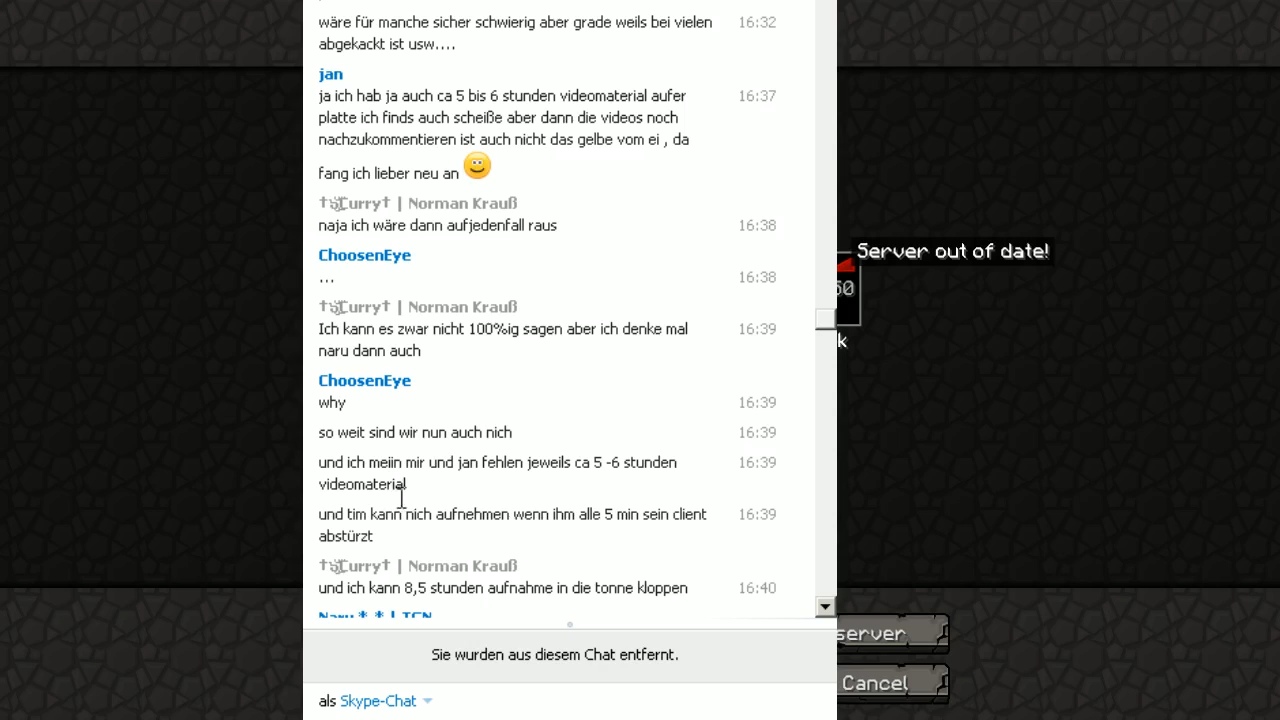 wäre für manche sicher schwierig aber grade weils bei vielen 16:32
abgekackt ist usw....
jan
ja ich hab ja auch ca 5 bis 6 stunden videomaterial aufer 16:37
platte ich finds auch scheiße aber dann die videos noch
nachzukommentieren ist auch nicht das gelbe vom ei , da
fang ich lieber neu an
Curry† | Norman Krauß
naja ich wäre dann aufjedenfall raus 16:38
ChoosenEye
... 16:38
Curry† | Norman Krauß
Ich kann es zwar nicht 100%ig sagen aber ich denke mal 16:39
naru dann auch
ChoosenEye
why 16:39
so weit sind wir nun auch nich 16:39
und ich meiin mir und jan fehlen jeweils ca 5 -6 stunden 16:39
videomaterial
und tim kann nich aufnehmen wenn ihm alle 5 min sein client 16:39
abstürzt
Curry† | Norman Krauß
und ich kann 8,5 stunden aufnahme in die tonne kloppen 16:40
Naru * * | TCN
Sie wurden aus diesem Chat entfernt.
als Skype-Chat
Server out of date!
60
k
server
Cancel